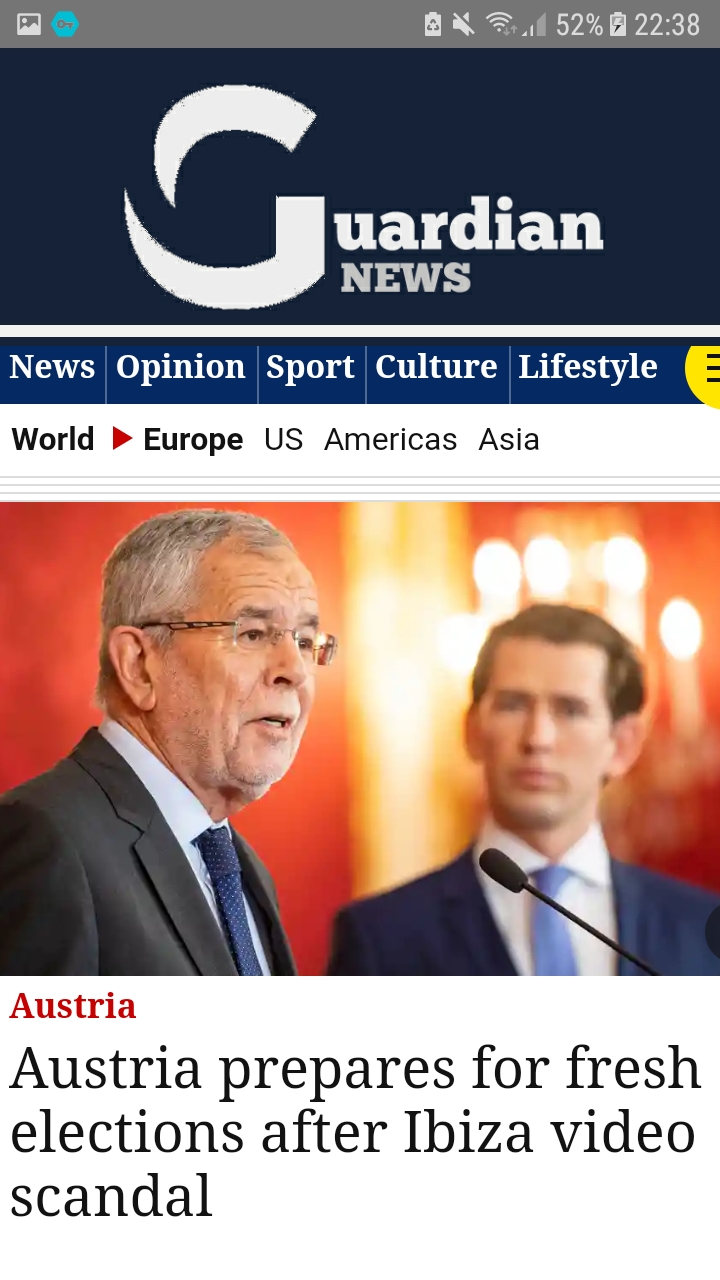 52% 22:38
Guardian
NEWS
News Opinion Sport Culture Lifestyle
World Europe US Americas Asia
Austria
Austria prepares for fresh
elections after Ibiza video
scandal